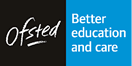 Ofsted
Better
education
and care